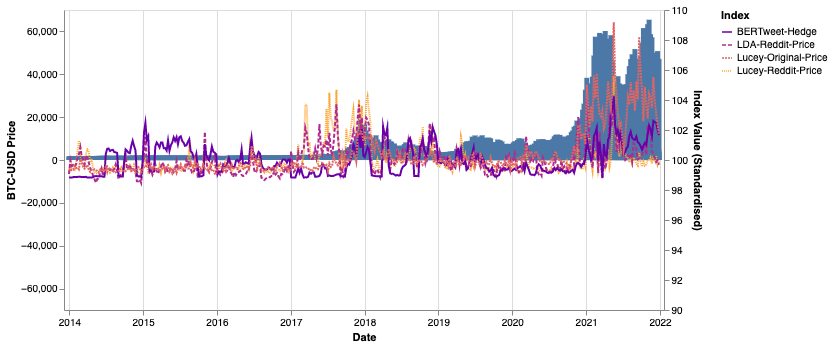 Index
BERTweet-Hedge
LDA-Reddit-Price
Lucey-Original-Price
Lucey-Reddit-Price
BTC-USD Price
60,000
40,000
20,000
0
−20,000
−40,000
−60,000
110
108
106
104
102
100
98
96
94
92
90
Index Value (Standardised)
2014 2015 2016 2017 2018 2019 2020 2021 2022
Date